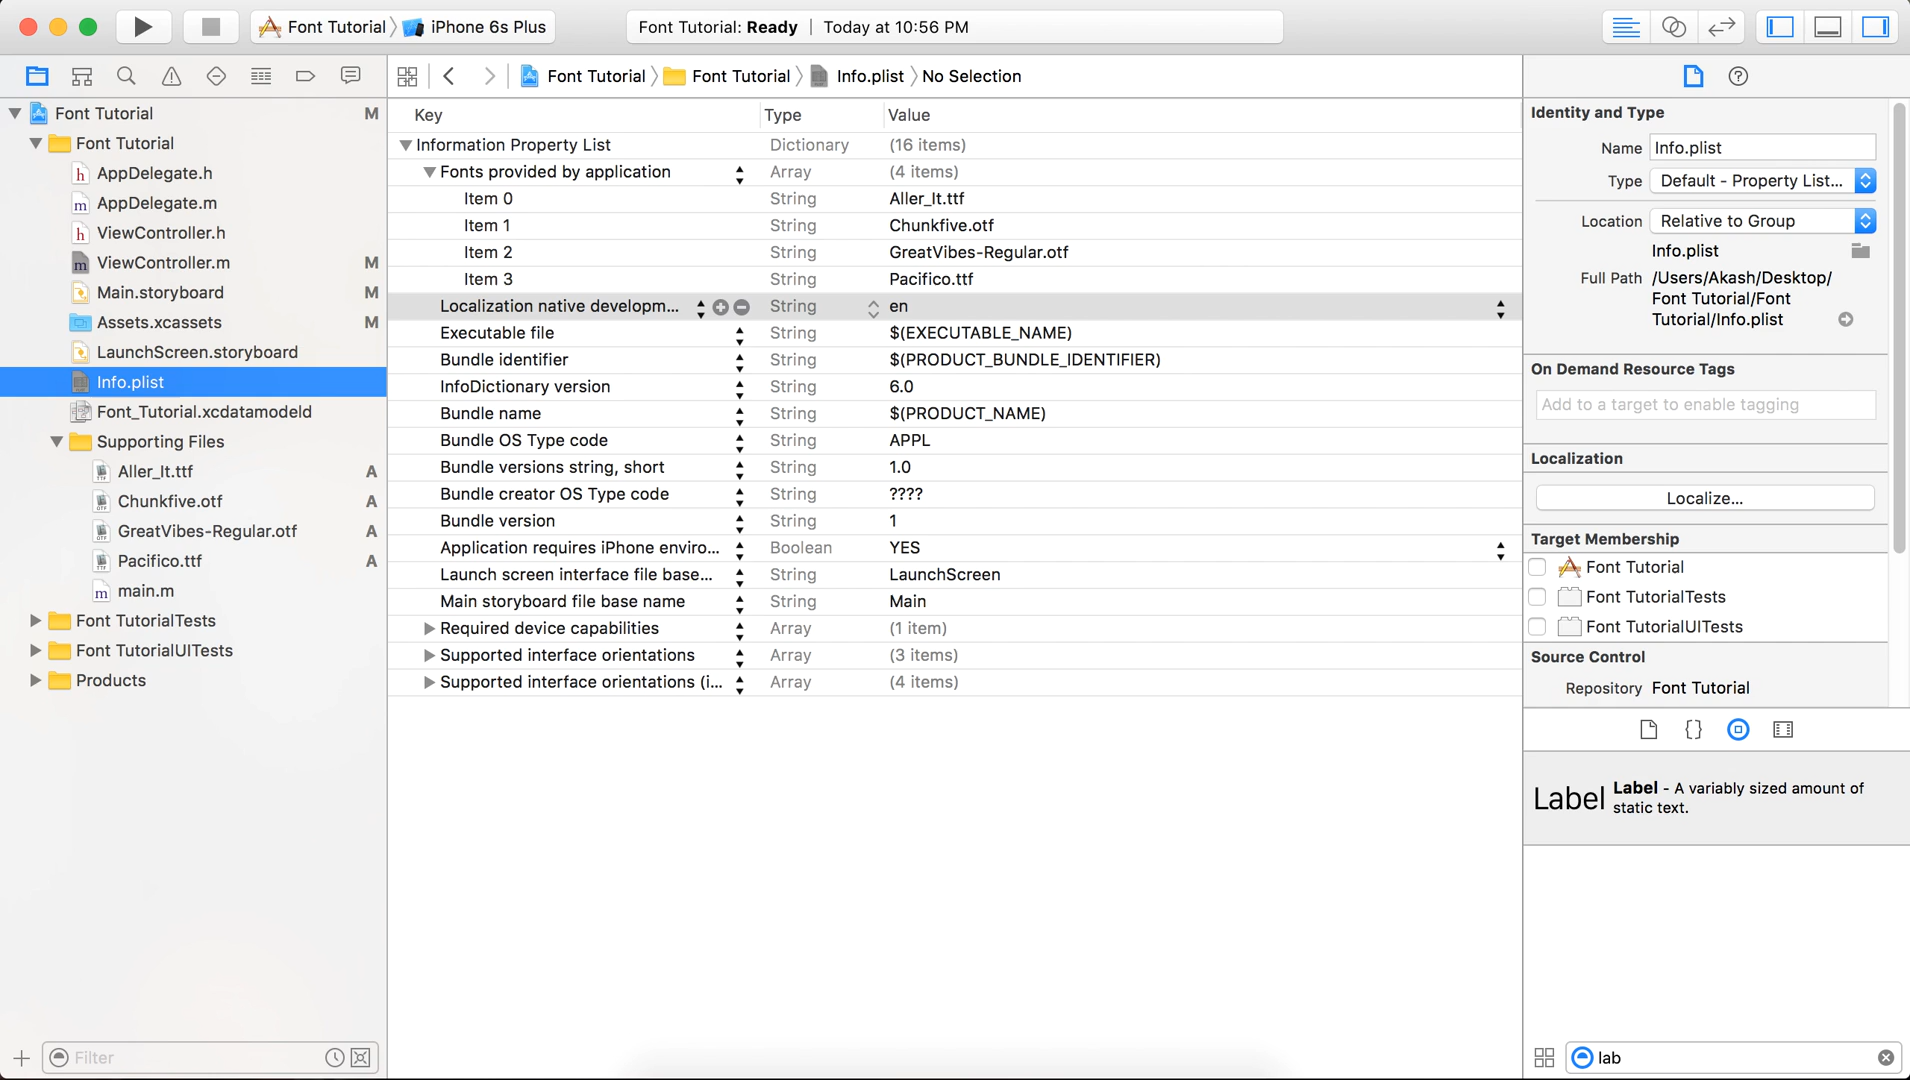 Font Tutorial
iPhone 6s Plus
Font Tutorial: Ready | Today at 10:56 PM
Font Tutorial M
Font Tutorial
h AppDelegate.h
m AppDelegate.m
h ViewController.h
m ViewController.m M
Main.storyboard M
Assets.xcassets M
LaunchScreen.storyboard
Info.plist
Font_Tutorial.xcdatamodeld
Supporting Files
Aller_lt.ttf A
Chunkfive.otf A
GreatVibes-Regular.otf A
Pacifico.ttf A
m main.m
Font TutorialTests
Font TutorialUITests
Products
Filter
Font Tutorial Font Tutorial Info.plist No Selection
Key Type Value
Information Property List Dictionary (16 items)
Fonts provided by application Array (4 items)
Item 0 String Aller_lt.ttf
Item 1 String Chunkfive.otf
Item 2 String GreatVibes-Regular.otf
Item 3 String Pacifico.ttf
Localization native developm... String en
Executable file String $(EXECUTABLE_NAME)
Bundle identifier String $(PRODUCT_BUNDLE_IDENTIFIER)
InfoDictionary version String 6.0
Bundle name String $(PRODUCT_NAME)
Bundle OS Type code String APPL
Bundle versions string, short String 1.0
Bundle creator OS Type code String ????
Bundle version String 1
Application requires iPhone enviro... Boolean YES
Launch screen interface file base... String LaunchScreen
Main storyboard file base name String Main
Required device capabilities Array (1 item)
Supported interface orientations Array (3 items)
Supported interface orientations (i... Array (4 items)
Identity and Type
Name Info.plist
Type Default - Property List...
Location Relative to Group
Info.plist
Full Path /Users/Akash/Desktop/
Font Tutorial/Font
Tutorial/Info.plist
On Demand Resource Tags
Add to a target to enable tagging
Localization
Localize...
Target Membership
Font Tutorial
Font TutorialTests
Font TutorialUITests
Source Control
Repository Font Tutorial
{}
Label Label - A variably sized amount of
static text.
lab